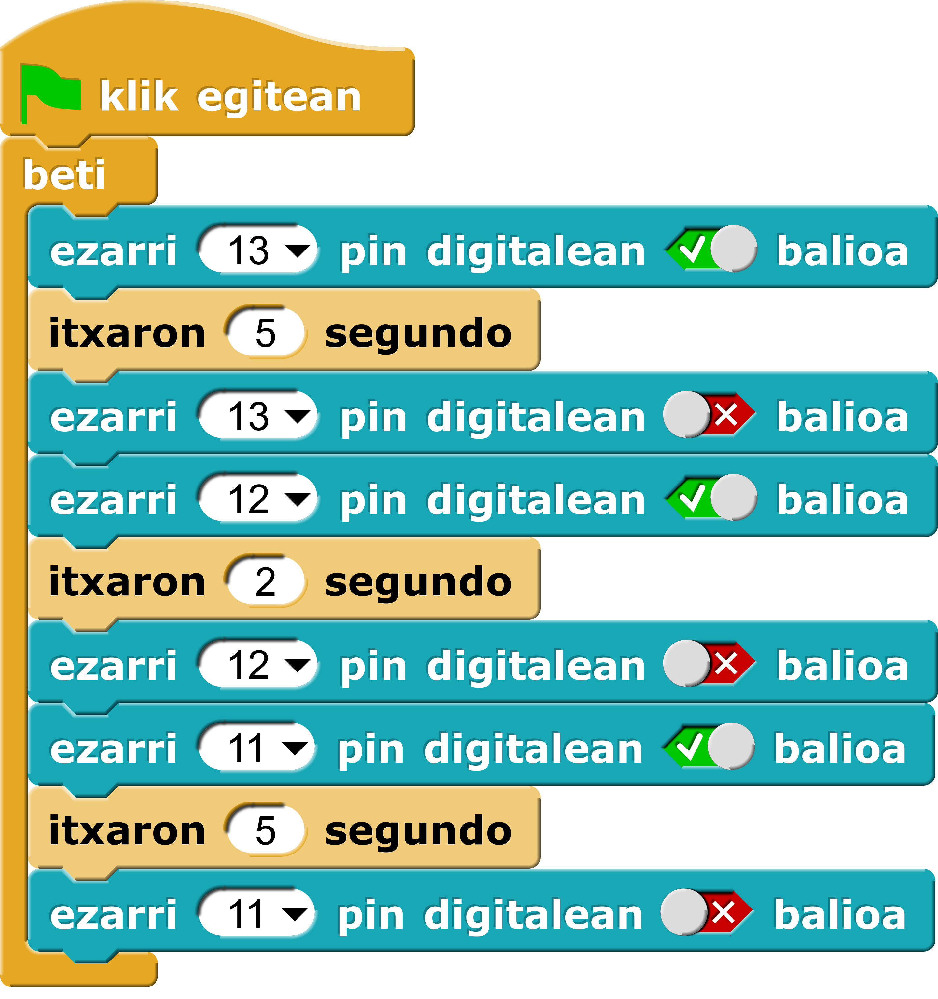 klik egitean
beti
ezarri 13 pin digitalean balioa
itxaron 5 segundo
ezarri 13 pin digitalean balioa
ezarri 12 pin digitalean balioa
itxaron 2 segundo
ezarri 12 pin digitalean balioa
ezarri 11 pin digitalean balioa
itxaron 5 segundo
ezarri 11 pin digitalean balioa